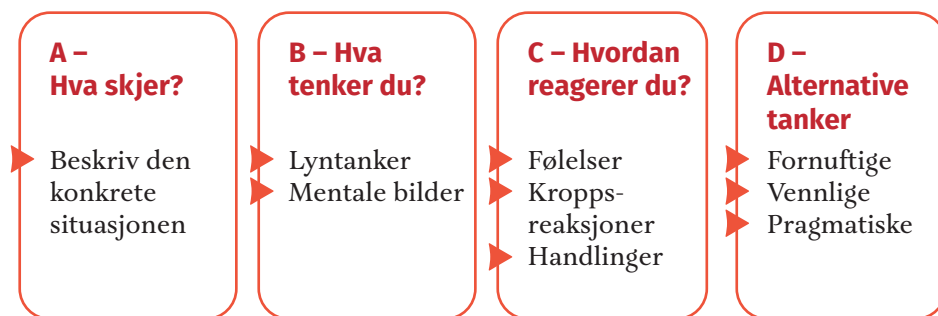 A –
Hva skjer?
Beskriv den
konkrete
situasjonen
B – Hva
tenker du?
Lyntanker
Mentale bilder
C – Hvordan
reagerer du?
Følelser
Kropps-
reaksjoner
Handlinger
D –
Alternative
tanker
Fornuftige
Vennlige
Pragmatiske